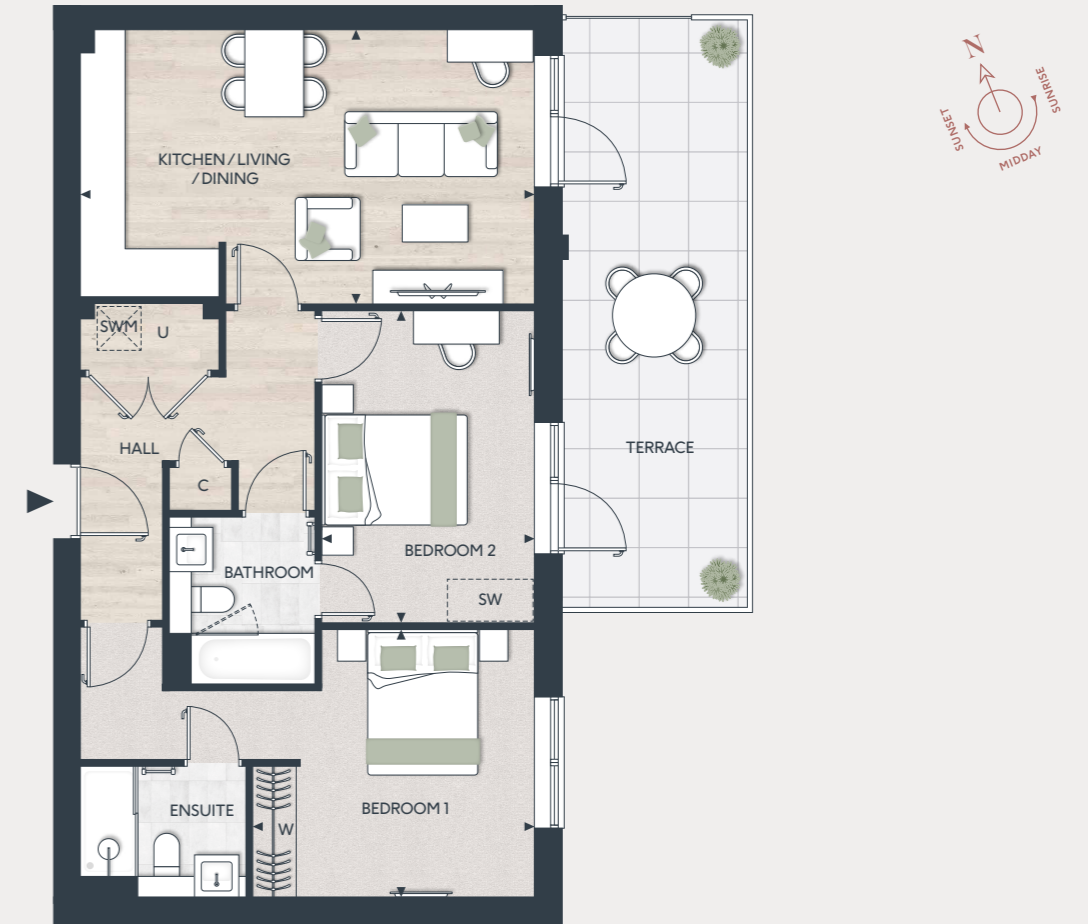 N
SUNRISE
SUNSET
MIDDAY
KITCHEN / LIVING
/ DINING
SWM
U
HALL
C
TERRACE
BEDROOM 2
BATHROOM
SW
ENSUITE
BEDROOM 1
W